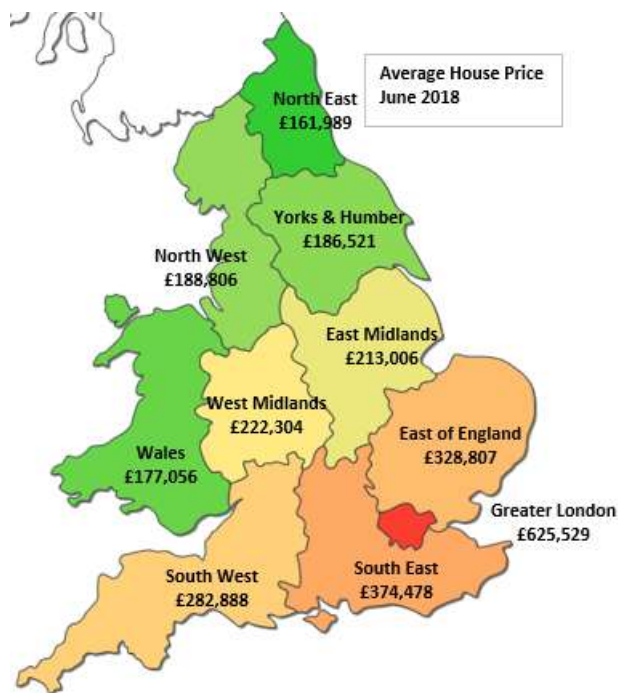 Average House Price
June 2018
North East
£161,989
Yorks & Humber
£186,521
North West
£188,806
East Midlands
£213,006
West Midlands
£222,304
East of England
£328,807
Wales
£177,056
Greater London
£625,529
South West
£282,888
South East
£374,478